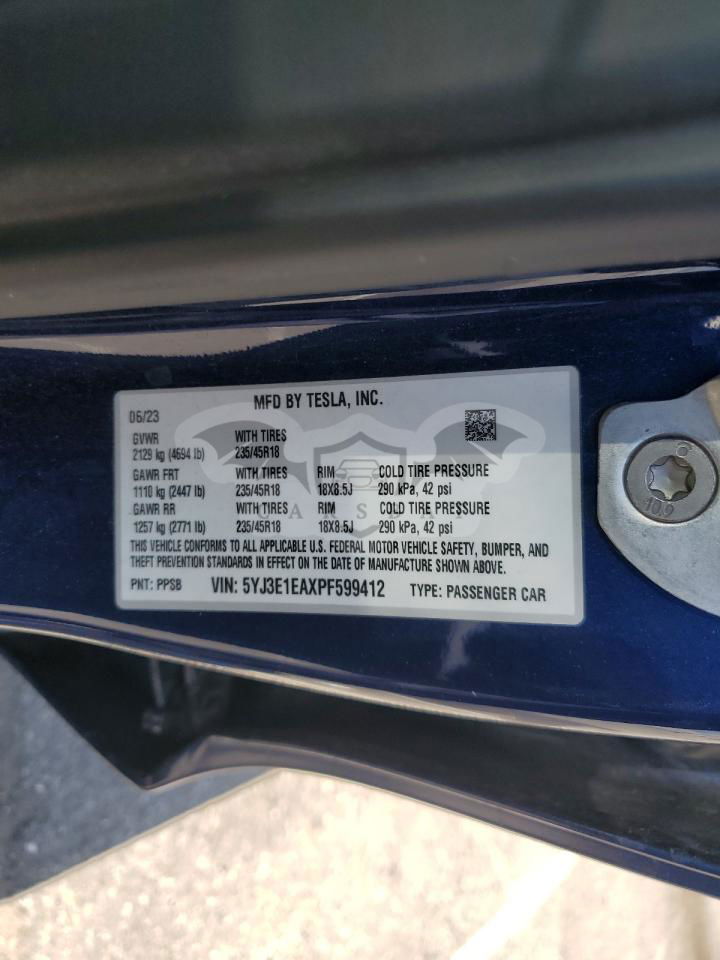 MFD BY TESLA, INC.
06/23
GVWR WITH TIRES
2129 kg (4694 lb) 235/45R18
GAWR FRT WITH TIRES RIM COLD TIRE PRESSURE
1110 kg (2447 lb) 235/45R18 18X8.5J 290 kPa, 42 psi
GAWR RR WITH TIRES RIM COLD TIRE PRESSURE
1257 kg (2771 lb) 235/45R18 18X8.5J 290 kPa, 42 psi
THIS VEHICLE CONFORMS TO ALL APPLICABLE U.S. FEDERAL MOTOR VEHICLE SAFETY, BUMPER, AND
THEFT PREVENTION STANDARDS IN EFFECT ON THE DATE OF MANUFACTURE SHOWN ABOVE.
PNT: PPSB VIN: 5YJ3E1EAXPF599412 TYPE: PASSENGER CAR
10.9